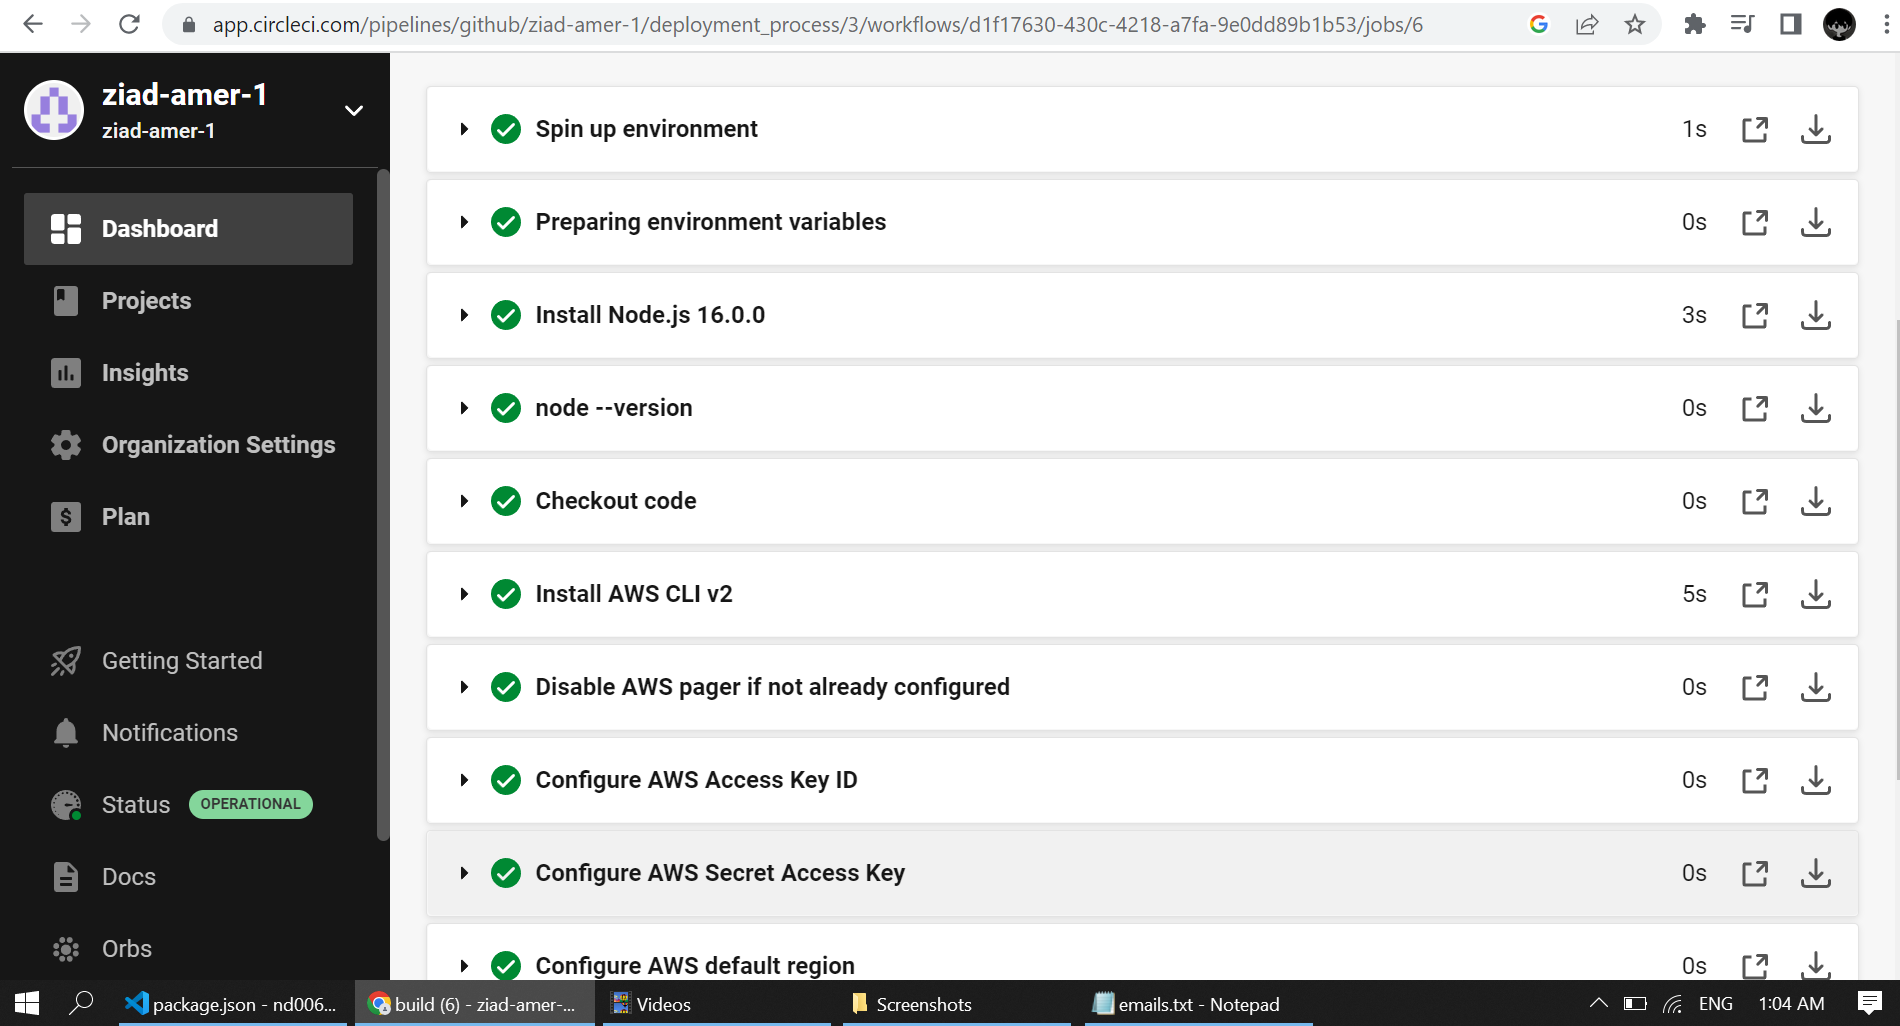 app.circleci.com/pipelines/github/ziad-amer-1/deployment_process/3/workflows/d1f17630-430c-4218-a7fa-9e0dd89b1b53/jobs/6
ziad-amer-1
ziad-amer-1
Dashboard
Projects
Insights
Organization Settings
Plan
Getting Started
Notifications
Status OPERATIONAL
Docs
Orbs
Spin up environment 1s
Preparing environment variables 0s
Install Node.js 16.0.0 3s
node --version 0s
Checkout code 0s
Install AWS CLI v2 5s
Disable AWS pager if not already configured 0s
Configure AWS Access Key ID 0s
Configure AWS Secret Access Key 0s
Configure AWS default region 0s
package.json - nd006... build (6) - ziad-amer-... Videos Screenshots emails.txt - Notepad ENG 1:04 AM